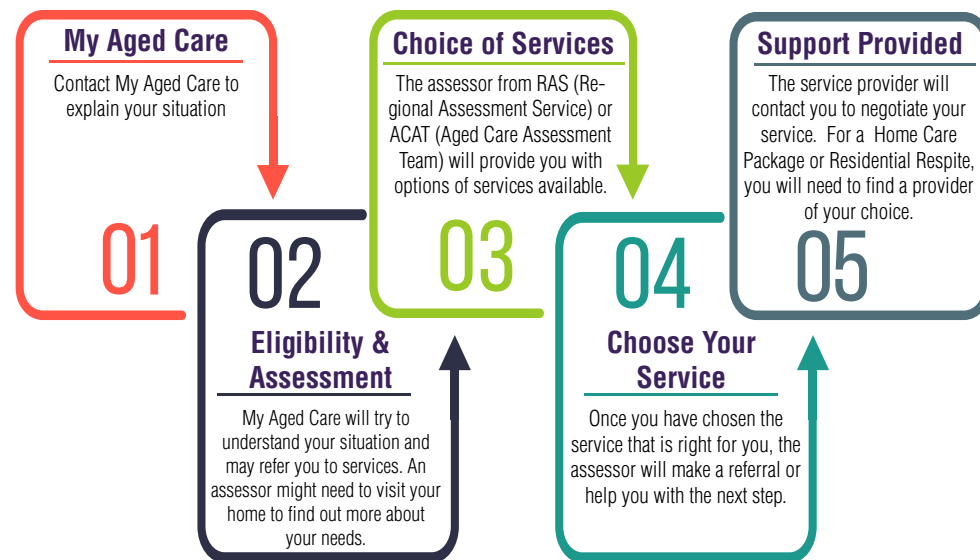 My Aged Care
Contact My Aged Care to
explain your situation
01
02
Eligibility &
Assessment
My Aged Care will try to
understand your situation and
may refer you to services. An
assessor might need to visit your
home to find out more about
your needs.
Choice of Services
The assessor from RAS (Re-
gional Assessment Service) or
ACAT (Aged Care Assessment
Team) will provide you with
options of services available.
03
04
Choose Your
Service
Once you have chosen the
service that is right for you, the
assessor will make a referral or
help you with the next step.
Support Provided
The service provider will
contact you to negotiate your
service.  For a  Home Care
Package or Residential Respite,
you will need to find a provider
of your choice.
05